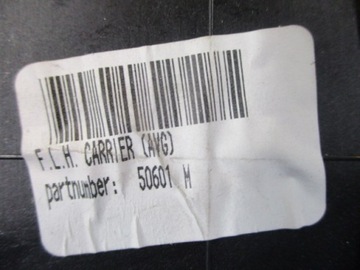 F.L.H. CARRIER (AVG)
partnumber: 50601 M